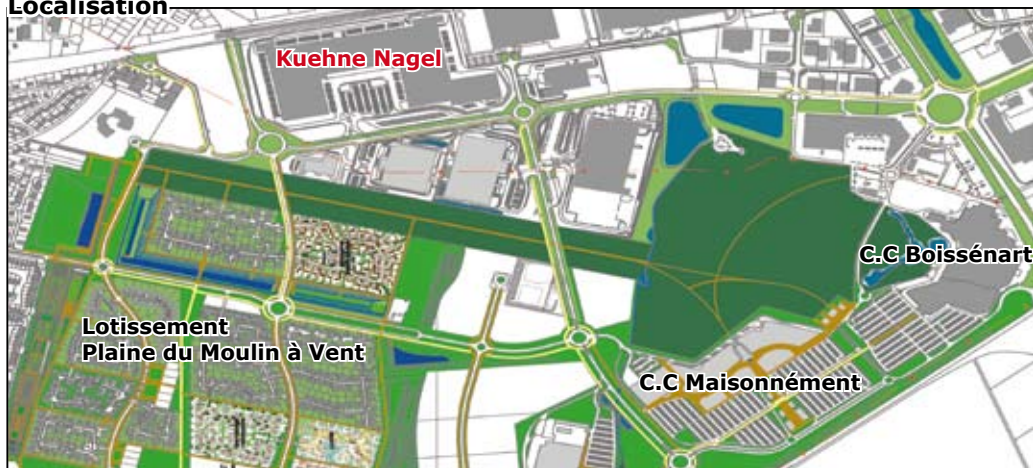 Localisation
Kuehne Nagel
C.C Boissénart
Lotissement
Plaine du Moulin à Vent
C.C Maisonnément